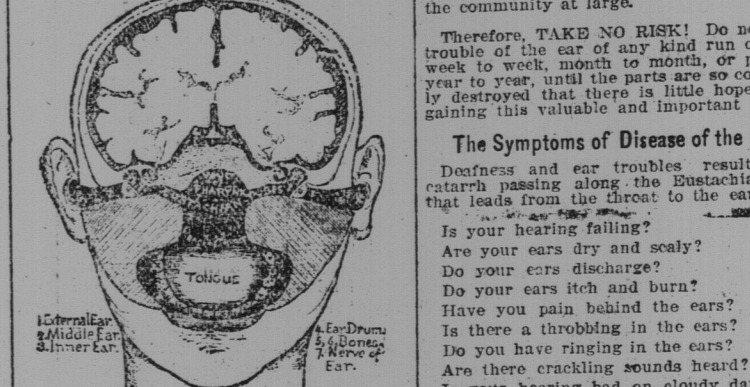 TONGUE
1.External Ear.
2.Middle Ear.
3.Inner Ear.
4.Ear Drum
5, 6, Bones.
7. Nerve of
Ear.
the community at large.
Therefore, TAKE NO RISK! Do
trouble of the ear of any kind run
week to week, month to month, or
year to year, until the parts are so
ly destroyed that there is little hope
gaining this valuable and important
The Symptoms of Disease of the
Deafness and ear troubles result
catarrh passing along the Eustachia
that leads from the throat to the ear
Is your hearing failing?
Are your ears dry and scaly?
Do your ears discharge?
Do your ears itch and burn?
Have you pain behind the ears?
Is there a throbbing in the ears?
Do you have ringing in the ears?
Are there crackling sounds heard?